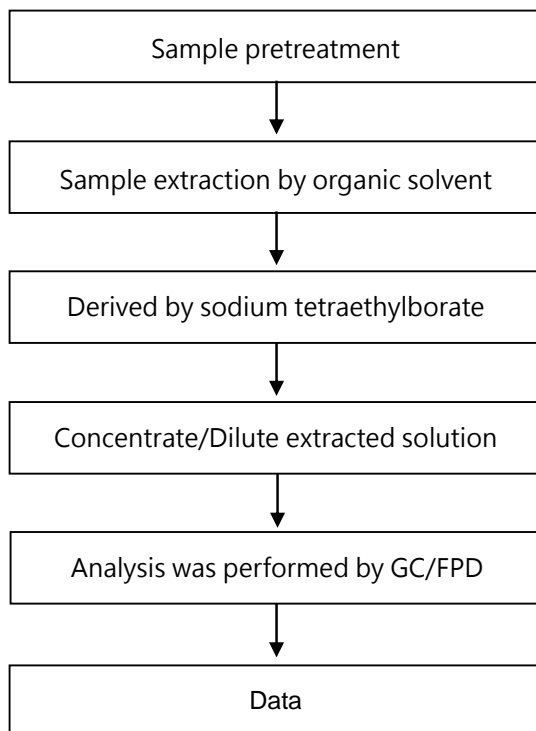 Sample pretreatment
Sample extraction by organic solvent
Derived by sodium tetraethylborate
Concentrate/Dilute extracted solution
Analysis was performed by GC/FPD
Data